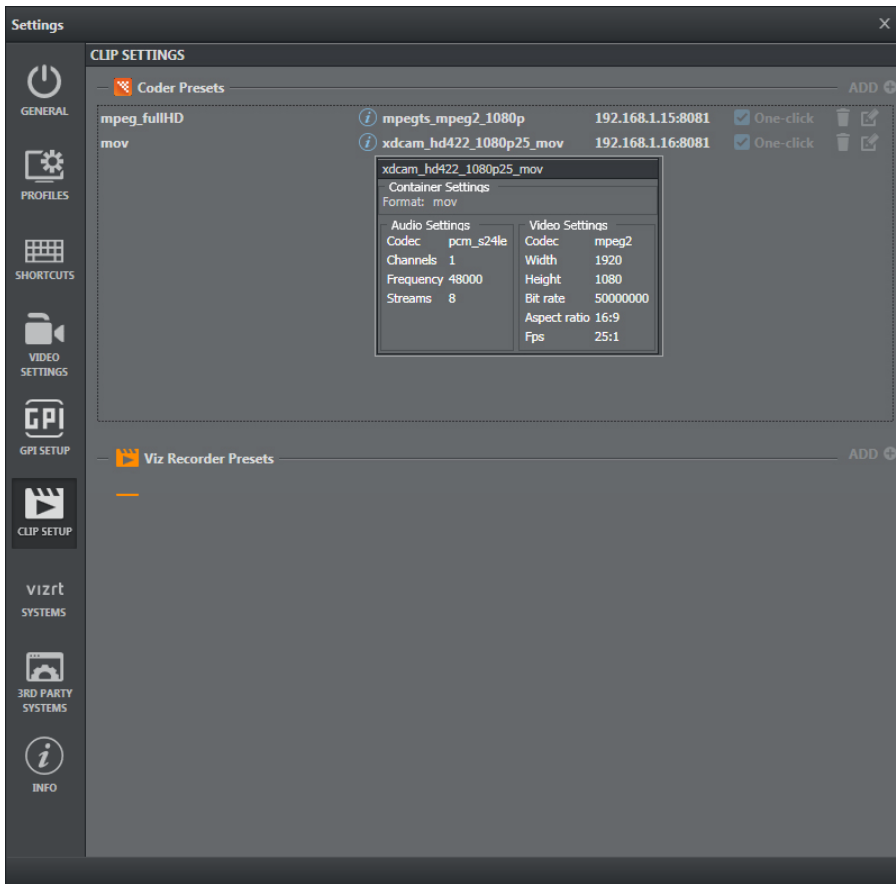 Settings
CLIP SETTINGS
GENERAL
PROFILES
SHORTCUTS
VIDEO
SETTINGS
GPI
GPI SETUP
CLIP SETUP
vizrt
SYSTEMS
3RD PARTY
SYSTEMS
INFO
Coder Presets
ADD
mpeg_fullHD mpegts_mpeg2_1080p 192.168.1.15:8081 One-click
mov xdcam_hd422_1080p25_mov 192.168.1.16:8081 One-click
xdcam_hd422_1080p25_mov
Container Settings
Format: mov
Audio Settings
Codec pcm_s24le
Channels 1
Frequency 48000
Streams 8
Video Settings
Codec mpeg2
Width 1920
Height 1080
Bit rate 50000000
Aspect ratio 16:9
Fps 25:1
Viz Recorder Presets
ADD